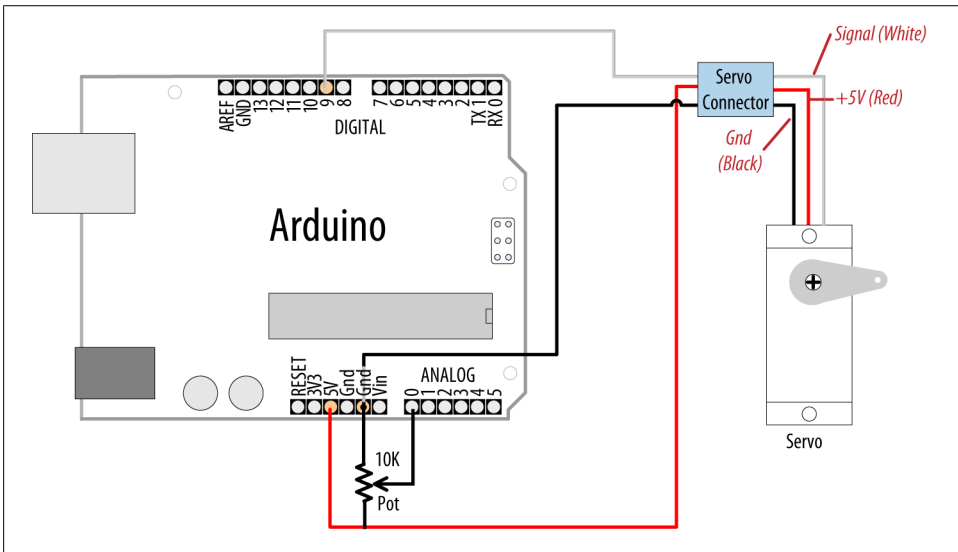 Signal (White)
Servo
Connector
+5V (Red)
Gnd
(Black)
AREF
GND
13
12
11
10
9
8
7
6
5
4
3
2
TX 1
RX 0
DIGITAL
Arduino
RESET
3V3
5V
Gnd
Gnd
Vin
ANALOG
0
1
2
3
4
5
10K
Pot
Servo